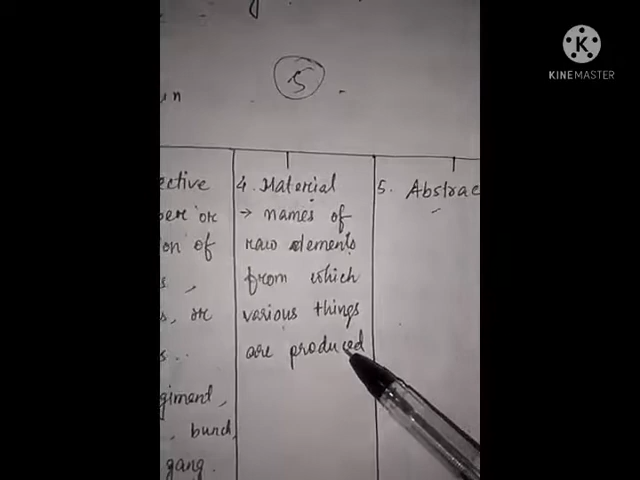 5
4. Material
→ names of
raw elements
from which
various things
are produced
5. Abstrac
ective
ber or
on of
s,
s, or
s.
giment,
, bunch,
gang.
K
KINEMASTER